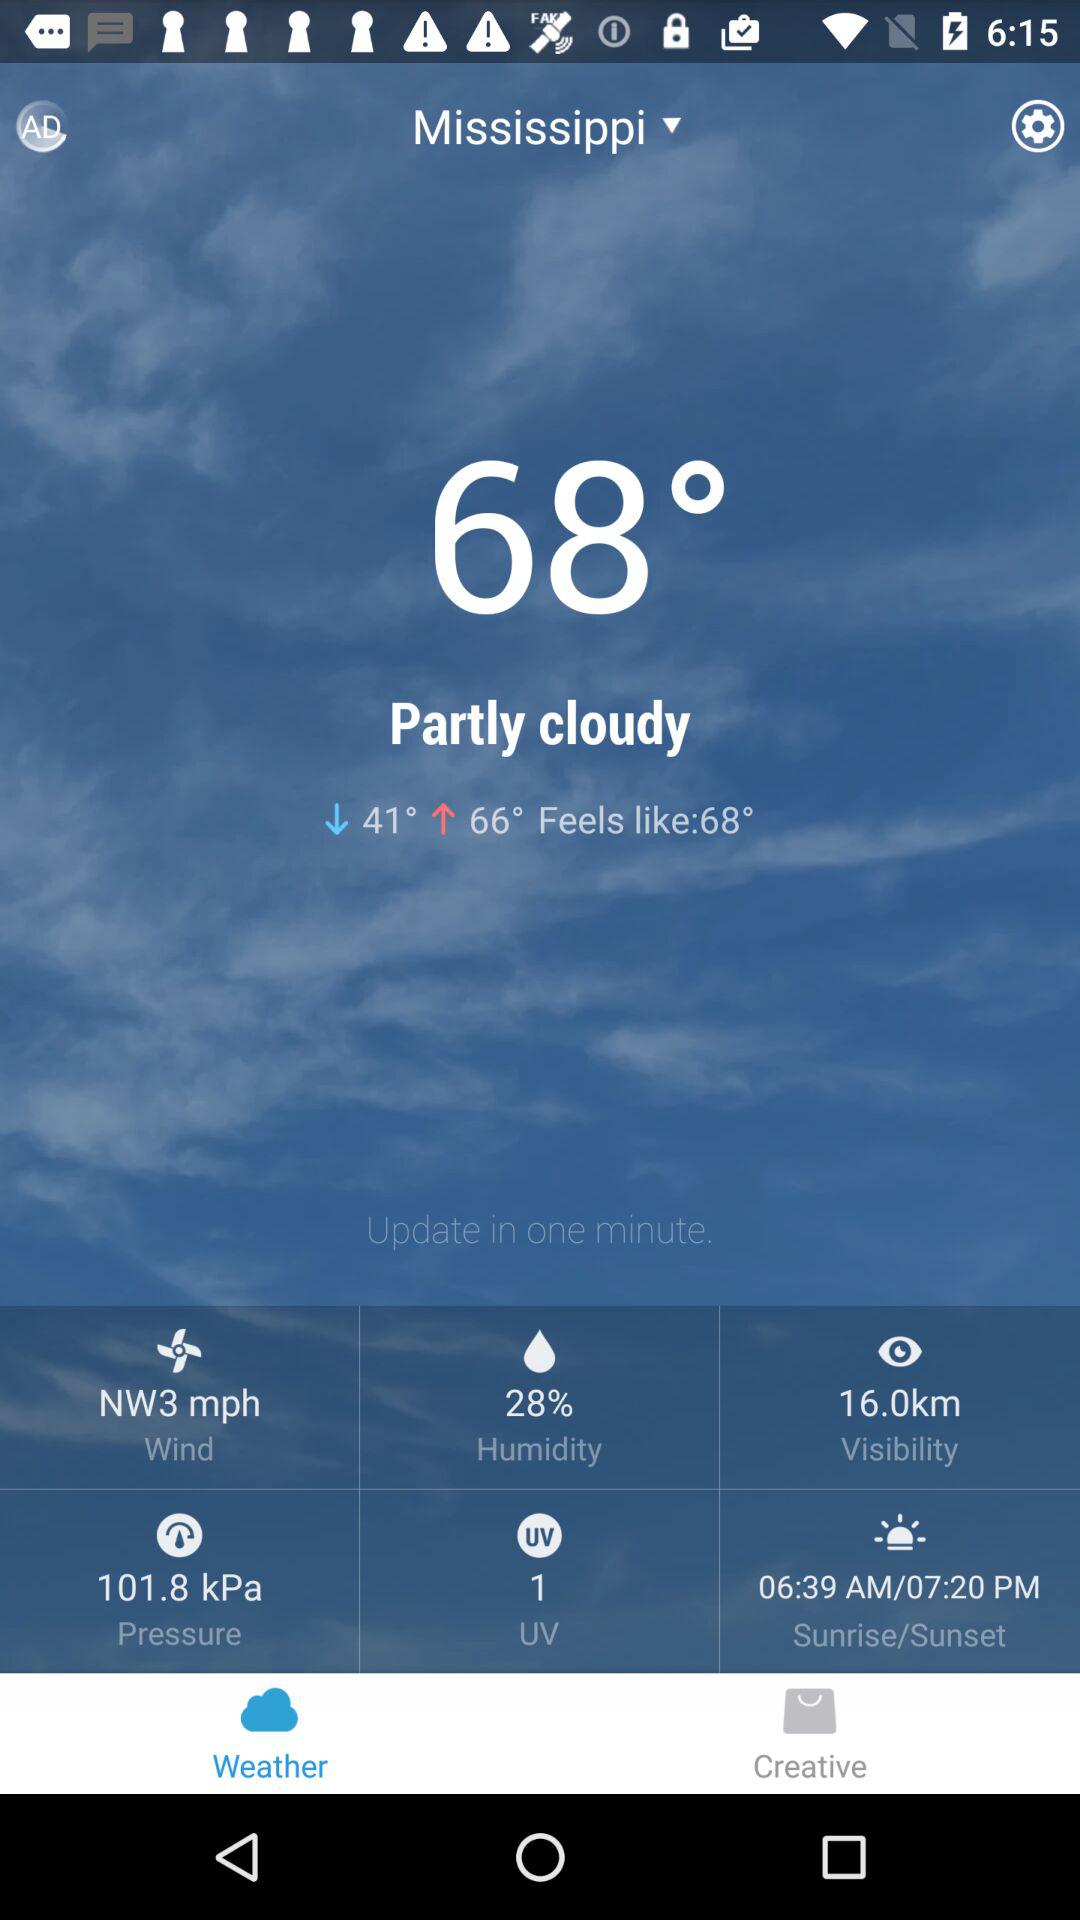 FAKE 6:15
AD Mississippi
68°
Partly cloudy
41° 66° Feels like:68°
Update in one minute.
NW3 mph 28% 16.0km
Wind Humidity Visibility
UV
101.8 kPa 1 06:39 AM/07:20 PM
Pressure UV Sunrise/Sunset
Weather Creative